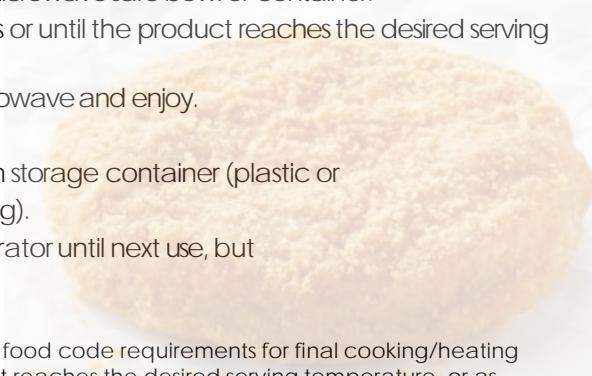 s or until the product reaches the desired serving
owave and enjoy.
n storage container (plastic or
g).
rator until next use, but
food code requirements for final cooking/heating
t reaches the desired serving temperature, or as